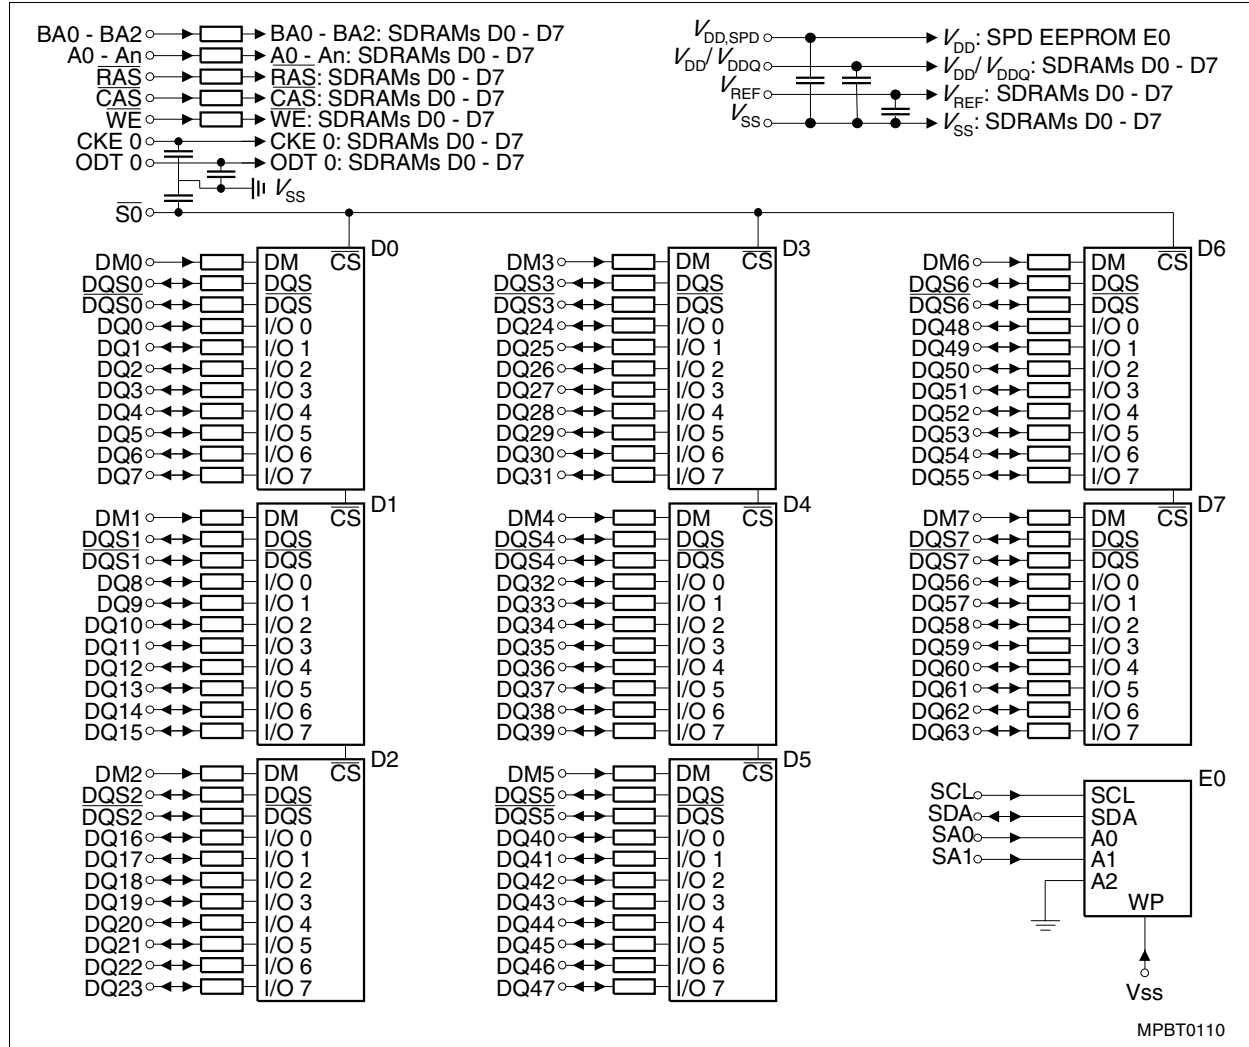 BA0 - BA2 BA0 - BA2: SDRAMs D0 - D7
A0 - An A0 - An: SDRAMs D0 - D7
RAS RAS: SDRAMs D0 - D7
CAS CAS: SDRAMs D0 - D7
WE WE: SDRAMs D0 - D7
CKE 0 CKE 0: SDRAMs D0 - D7
ODT 0 ODT 0: SDRAMs D0 - D7
VSS
S0
VDD,SPD VDD: SPD EEPROM E0
VDD/VDDQ VDD/VDDQ: SDRAMs D0 - D7
VREF VREF: SDRAMs D0 - D7
VSS VSS: SDRAMs D0 - D7
D0
DM0 DM CS
DQS0 DQS
DQS0 DQS
DQ0 I/O 0
DQ1 I/O 1
DQ2 I/O 2
DQ3 I/O 3
DQ4 I/O 4
DQ5 I/O 5
DQ6 I/O 6
DQ7 I/O 7
D1
DM1 DM CS
DQS1 DQS
DQS1 DQS
DQ8 I/O 0
DQ9 I/O 1
DQ10 I/O 2
DQ11 I/O 3
DQ12 I/O 4
DQ13 I/O 5
DQ14 I/O 6
DQ15 I/O 7
D2
DM2 DM CS
DQS2 DQS
DQS2 DQS
DQ16 I/O 0
DQ17 I/O 1
DQ18 I/O 2
DQ19 I/O 3
DQ20 I/O 4
DQ21 I/O 5
DQ22 I/O 6
DQ23 I/O 7
D3
DM3 DM CS
DQS3 DQS
DQS3 DQS
DQ24 I/O 0
DQ25 I/O 1
DQ26 I/O 2
DQ27 I/O 3
DQ28 I/O 4
DQ29 I/O 5
DQ30 I/O 6
DQ31 I/O 7
D4
DM4 DM CS
DQS4 DQS
DQS4 DQS
DQ32 I/O 0
DQ33 I/O 1
DQ34 I/O 2
DQ35 I/O 3
DQ36 I/O 4
DQ37 I/O 5
DQ38 I/O 6
DQ39 I/O 7
D5
DM5 DM CS
DQS5 DQS
DQS5 DQS
DQ40 I/O 0
DQ41 I/O 1
DQ42 I/O 2
DQ43 I/O 3
DQ44 I/O 4
DQ45 I/O 5
DQ46 I/O 6
DQ47 I/O 7
D6
DM6 DM CS
DQS6 DQS
DQS6 DQS
DQ48 I/O 0
DQ49 I/O 1
DQ50 I/O 2
DQ51 I/O 3
DQ52 I/O 4
DQ53 I/O 5
DQ54 I/O 6
DQ55 I/O 7
D7
DM7 DM CS
DQS7 DQS
DQS7 DQS
DQ56 I/O 0
DQ57 I/O 1
DQ58 I/O 2
DQ59 I/O 3
DQ60 I/O 4
DQ61 I/O 5
DQ62 I/O 6
DQ63 I/O 7
E0
SCL SCL
SDA SDA
SA0 A0
SA1 A1
A2
WP
Vss
MPBT0110